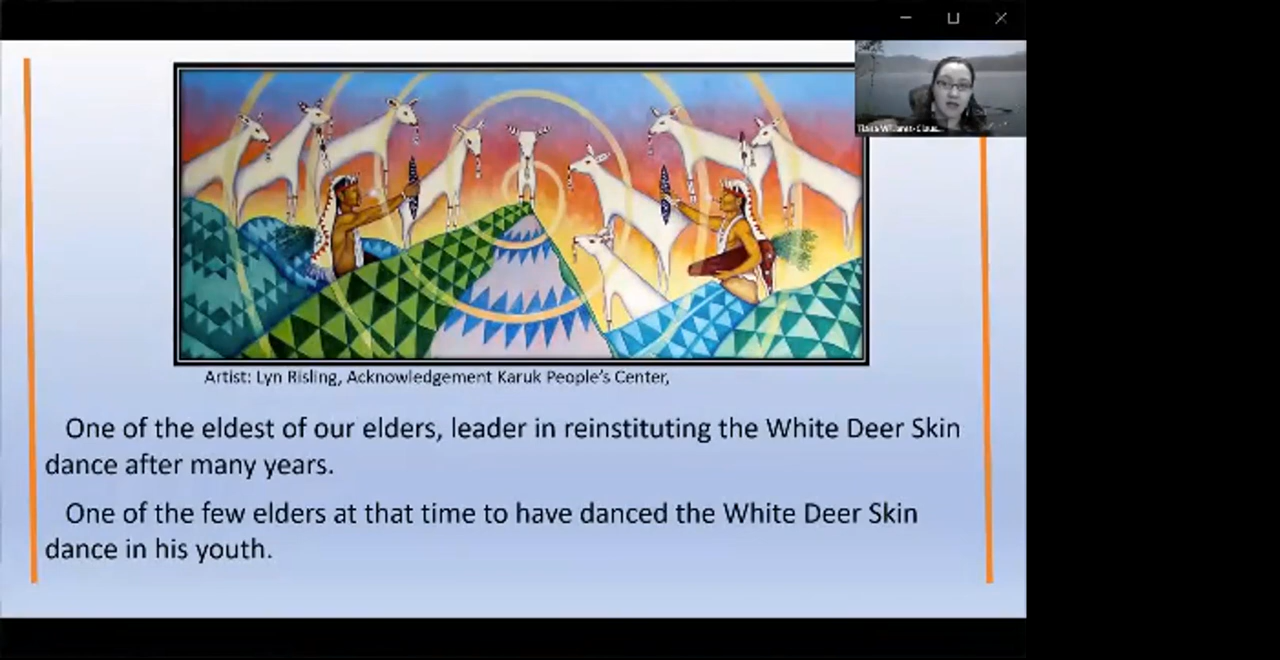 Artist: Lyn Risling, Acknowledgement Karuk People's Center,
One of the eldest of our elders, leader in reinstituting the White Deer Skin
dance after many years.
One of the few elders at that time to have danced the White Deer Skin
dance in his youth.